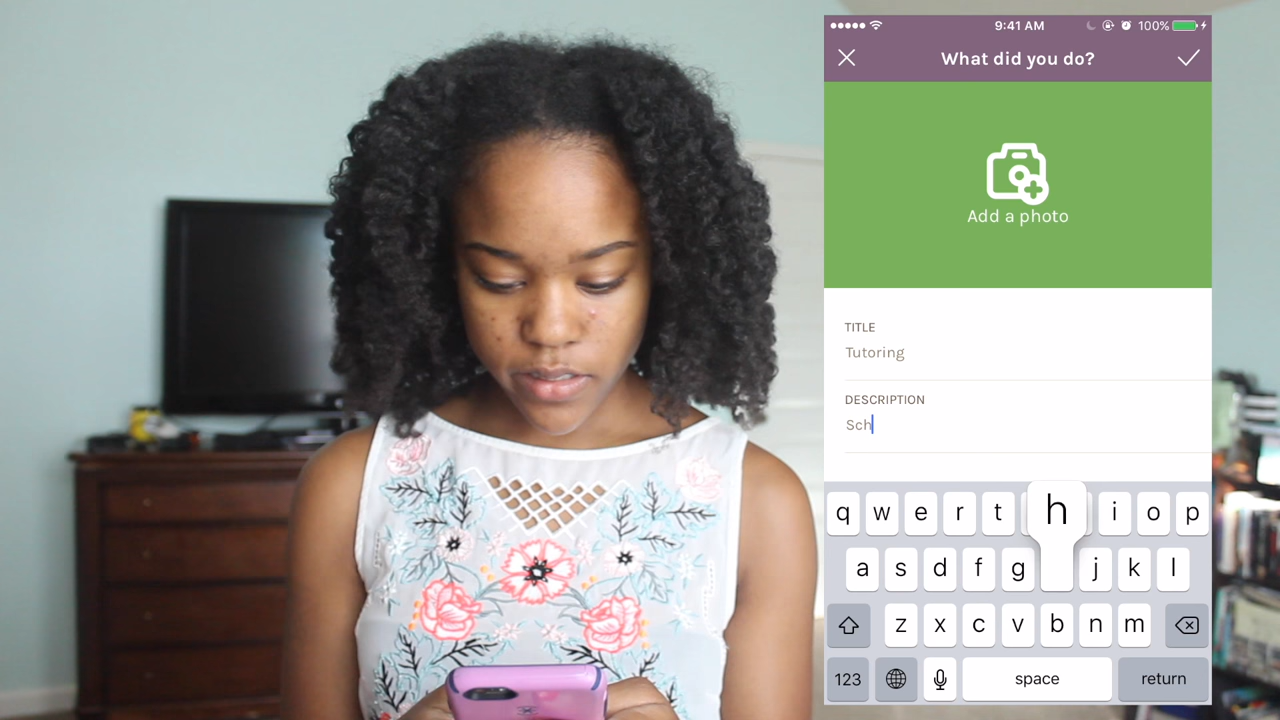 9:41 AM 100%
What did you do?
Add a photo
TITLE
Tutoring
DESCRIPTION
Sch
q w e r t h i o p
a s d f g j k l
z x c v b n m
123 space return